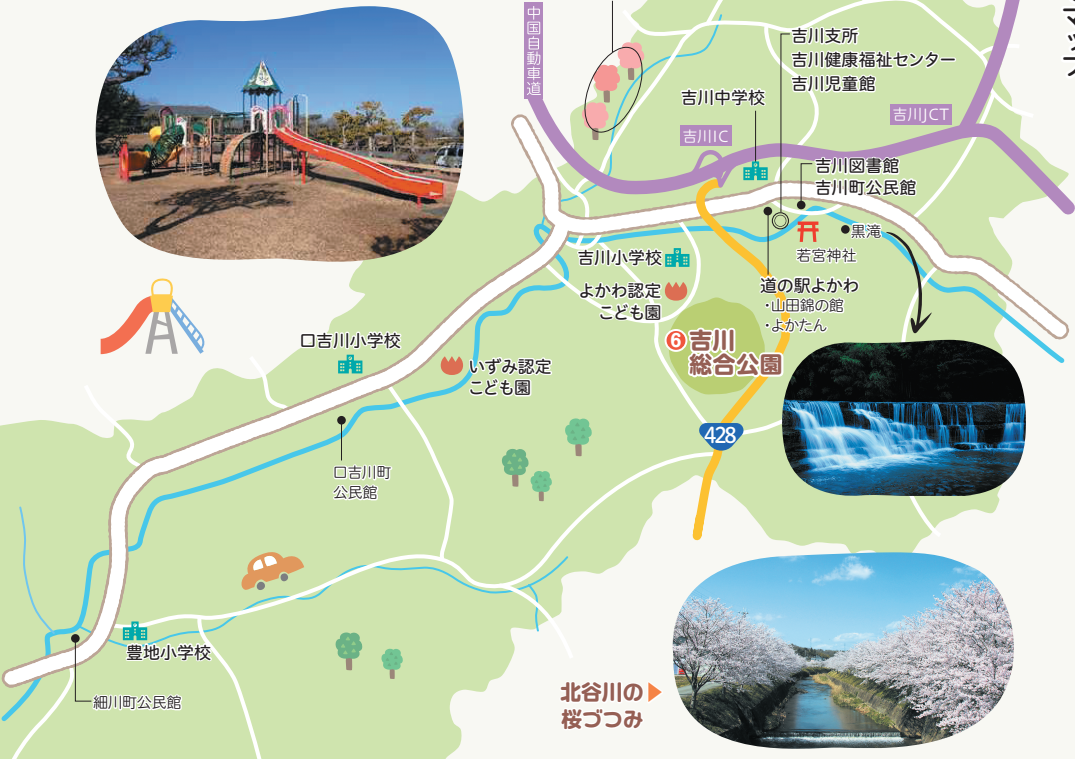 マップ
中国自動車道
吉川支所
吉川健康福祉センター
吉川児童館
吉川中学校
吉川JCT
吉川IC
吉川図書館
吉川町公民館
黒滝
若宮神社
吉川小学校
よかわ認定
こども園
道の駅よかわ
・山田錦の館
・よかたん
6 吉川
総合公園
口吉川小学校
いずみ認定
こども園
428
口吉川町
公民館
豊地小学校
細川町公民館
北谷川の
桜づつみ